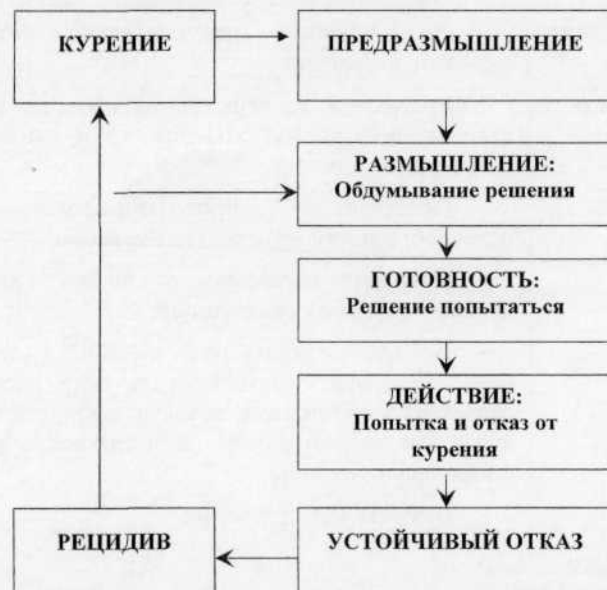 КУРЕНИЕ
ПРЕДРАЗМЫШЛЕНИЕ
РАЗМЫШЛЕНИЕ:
Обдумывание решения
ГОТОВНОСТЬ:
Решение попытаться
ДЕЙСТВИЕ:
Попытка и отказ от
курения
РЕЦИДИВ
УСТОЙЧИВЫЙ ОТКАЗ